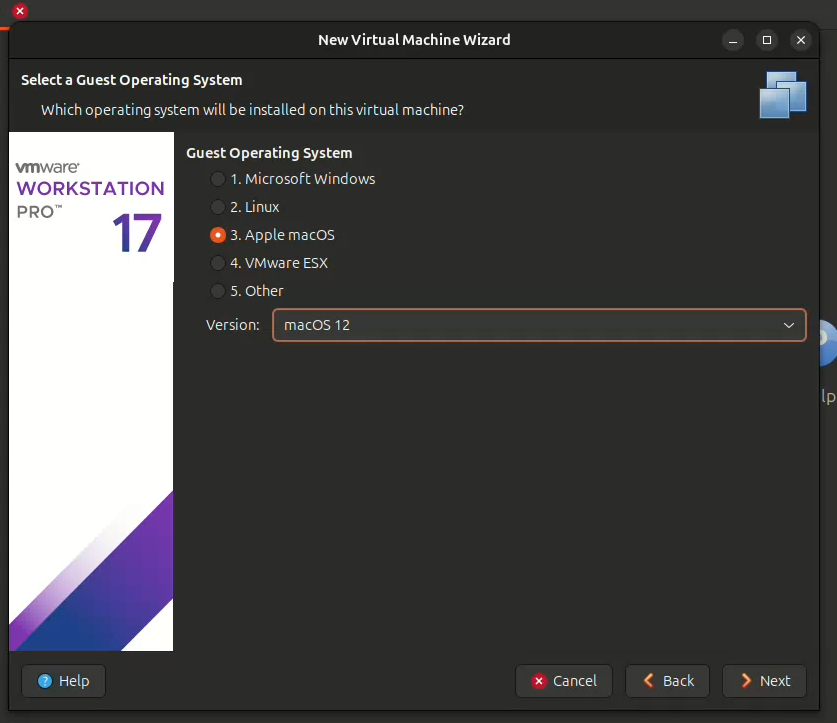 New Virtual Machine Wizard
Select a Guest Operating System
Which operating system will be installed on this virtual machine?
vmware®
WORKSTATION
PRO™
17
Guest Operating System
1. Microsoft Windows
2. Linux
3. Apple macOS
4. VMware ESX
5. Other
Version: macOS 12
lp
Help Cancel Back Next